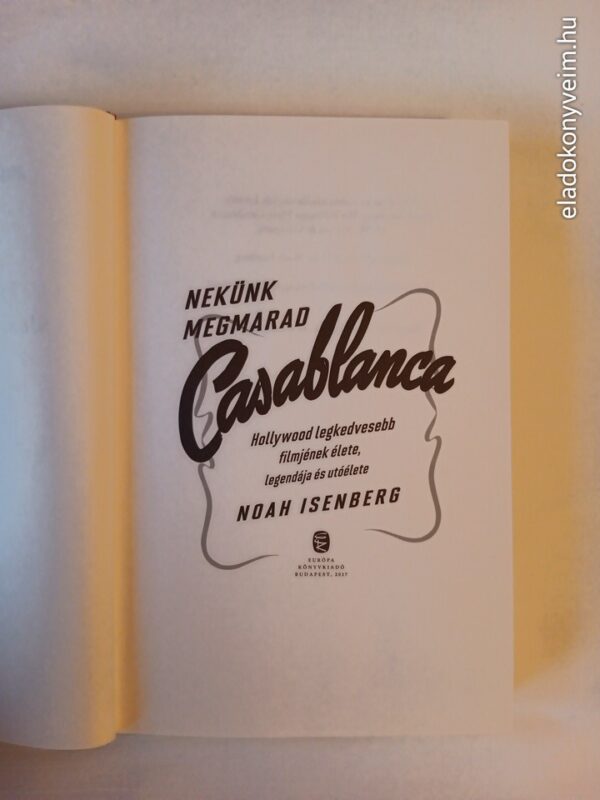 eladokonyveim.hu
NEKÜNK
MEGMARAD
Casablanca
Hollywood legkedvesebb
filmjének élete,
legendája és utóélete
NOAH ISENBERG
EURÓPA
KÖNYVKIADÓ
BUDAPEST, 2017